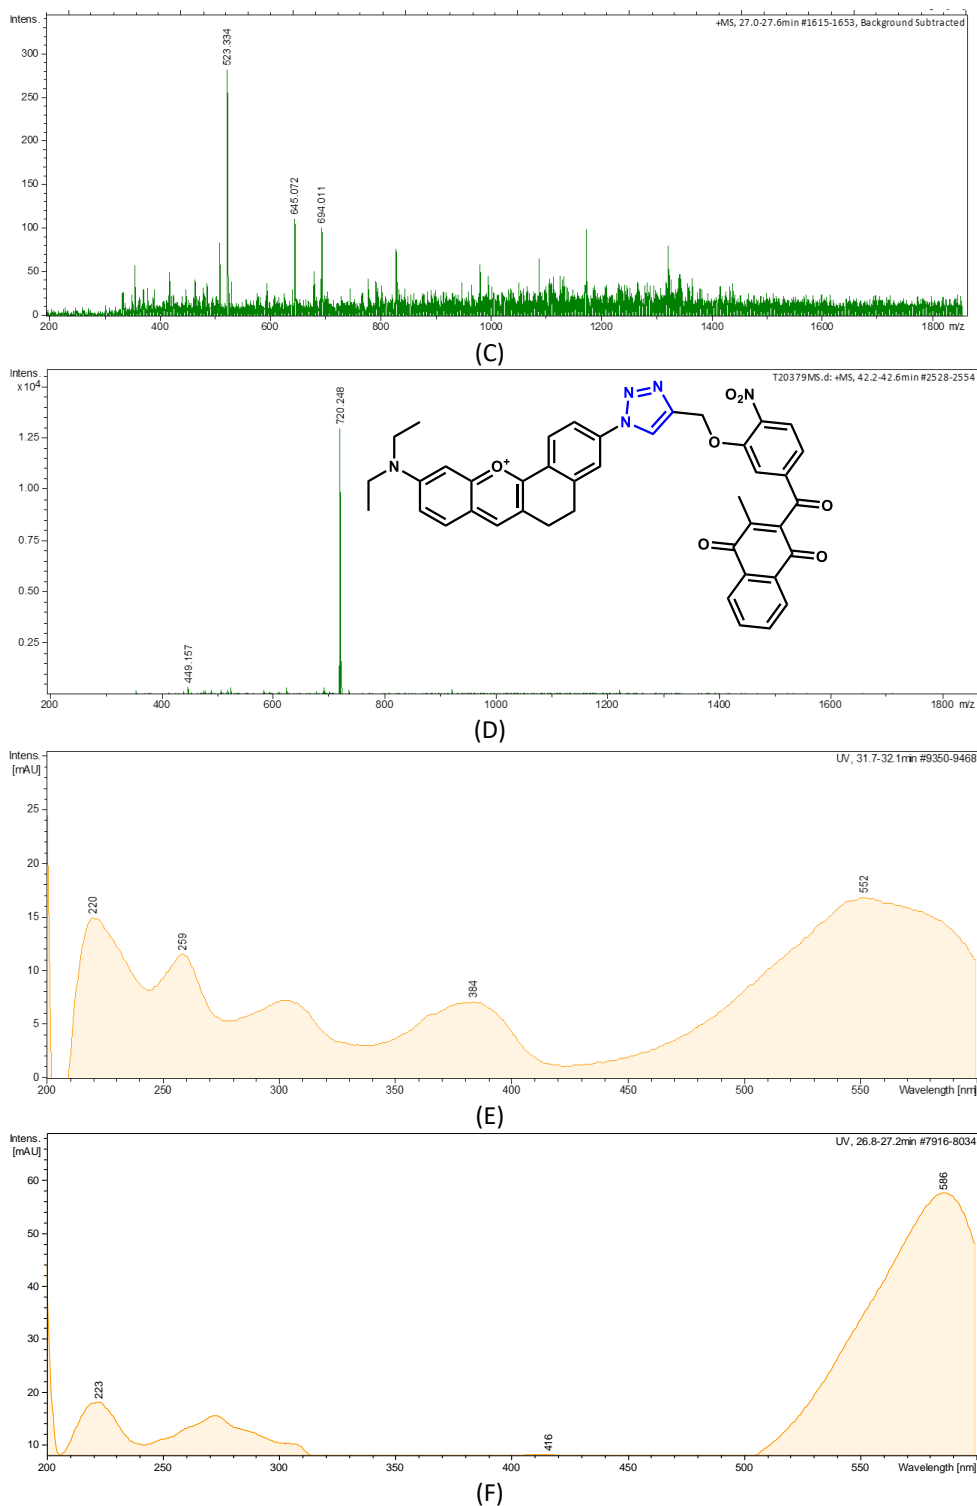 Intens.
+MS, 27.0-27.6min #1615-1653, Background Subtracted
523.334
300
250
200
150
645.072
694.011
100
50
0
200 400 600 800 1000 1200 1400 1600 1800 m/z
(C)
Intens.
x10⁴
T20379MS.d: +MS, 42.2-42.6min #2528-2554
720.248
1.25
1.00
0.75
0.50
0.25
449.157
N
O⁺
N
N
N
O₂N
O
O
O
O
200 400 600 800 1000 1200 1400 1600 1800 m/z
(D)
Intens.
[mAU]
UV, 31.7-32.1min #9350-9468
25
20
15
10
5
0
220
259
384
552
200 250 300 350 400 450 500 550 Wavelength [nm]
(E)
Intens.
[mAU]
UV, 26.8-27.2min #7916-8034
60
50
40
30
20
10
223
416
586
200 250 300 350 400 450 500 550 Wavelength [nm]
(F)